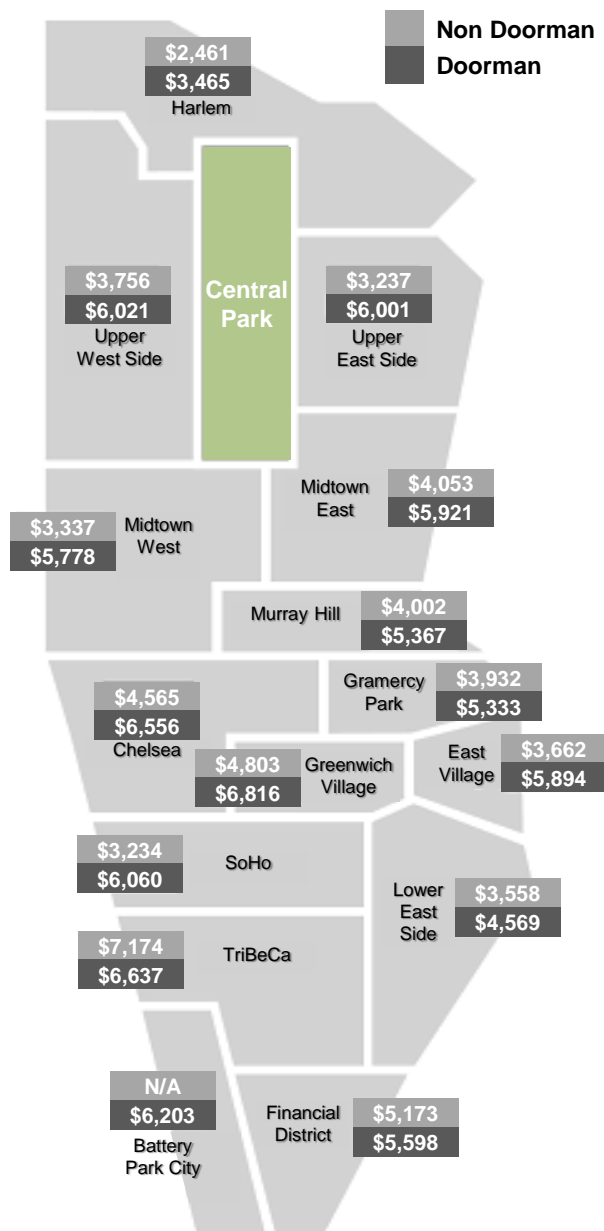 Non Doorman
Doorman
$2,461
$3,465
Harlem
$3,756
$6,021
Upper
West Side
Central
Park
$3,237
$6,001
Upper
East Side
Midtown
East
$4,053
$5,921
$3,337
$5,778
Midtown
West
Murray Hill
$4,002
$5,367
Gramercy
Park
$3,932
$5,333
$4,565
$6,556
Chelsea
$4,803
$6,816
Greenwich
Village
East
Village
$3,662
$5,894
$3,234
$6,060
SoHo
Lower
East
Side
$3,558
$4,569
$7,174
$6,637
TriBeCa
N/A
$6,203
Battery
Park City
Financial
District
$5,173
$5,598